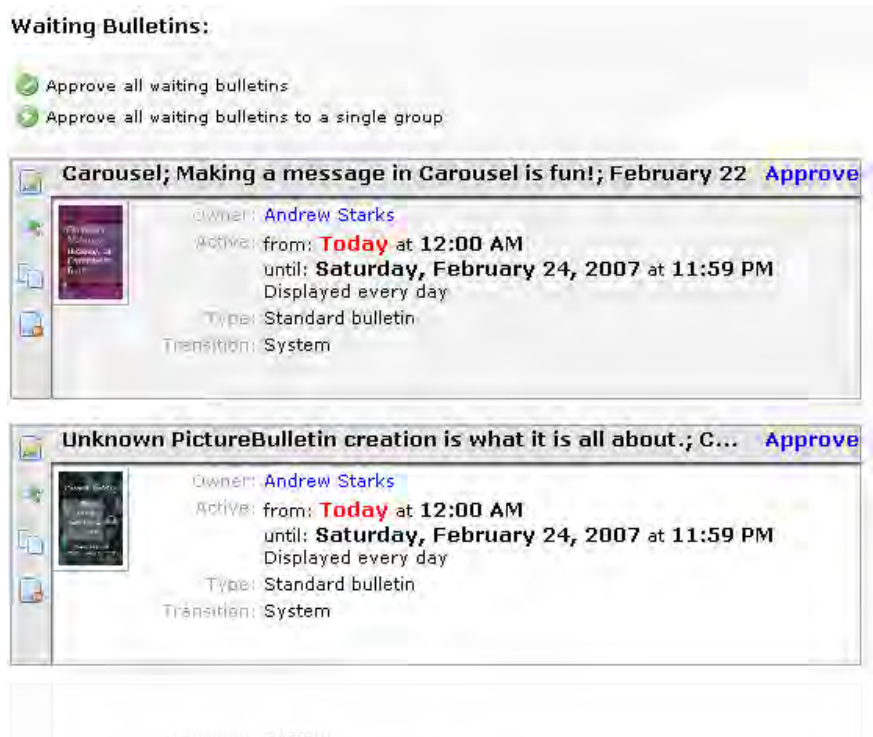 Waiting Bulletins:
Approve all waiting bulletins
Approve all waiting bulletins to a single group
Carousel; Making a message in Carousel is fun!; February 22 Approve
Owner: Andrew Starks
Active: from: Today at 12:00 AM
until: Saturday, February 24, 2007 at 11:59 PM
Displayed every day
Type: Standard bulletin
Transition: System
Unknown PictureBulletin creation is what it is all about.; C... Approve
Owner: Andrew Starks
Active: from: Today at 12:00 AM
until: Saturday, February 24, 2007 at 11:59 PM
Displayed every day
Type: Standard bulletin
Transition: System